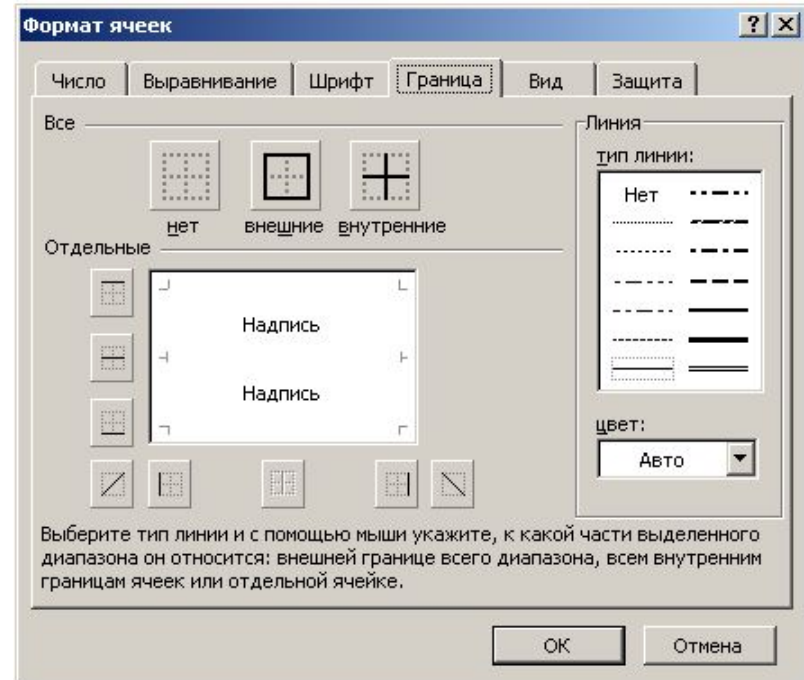 Формат ячеек
Число Выравнивание Шрифт Граница Вид Защита
Все
нет внешние внутренние
Отдельные
Надпись
Надпись
Линия
тип линии:
Нет
цвет:
Авто
Выберите тип линии и с помощью мыши укажите, к какой части выделенного
диапазона он относится: внешней границе всего диапазона, всем внутренним
границам ячеек или отдельной ячейке.
ОК Отмена